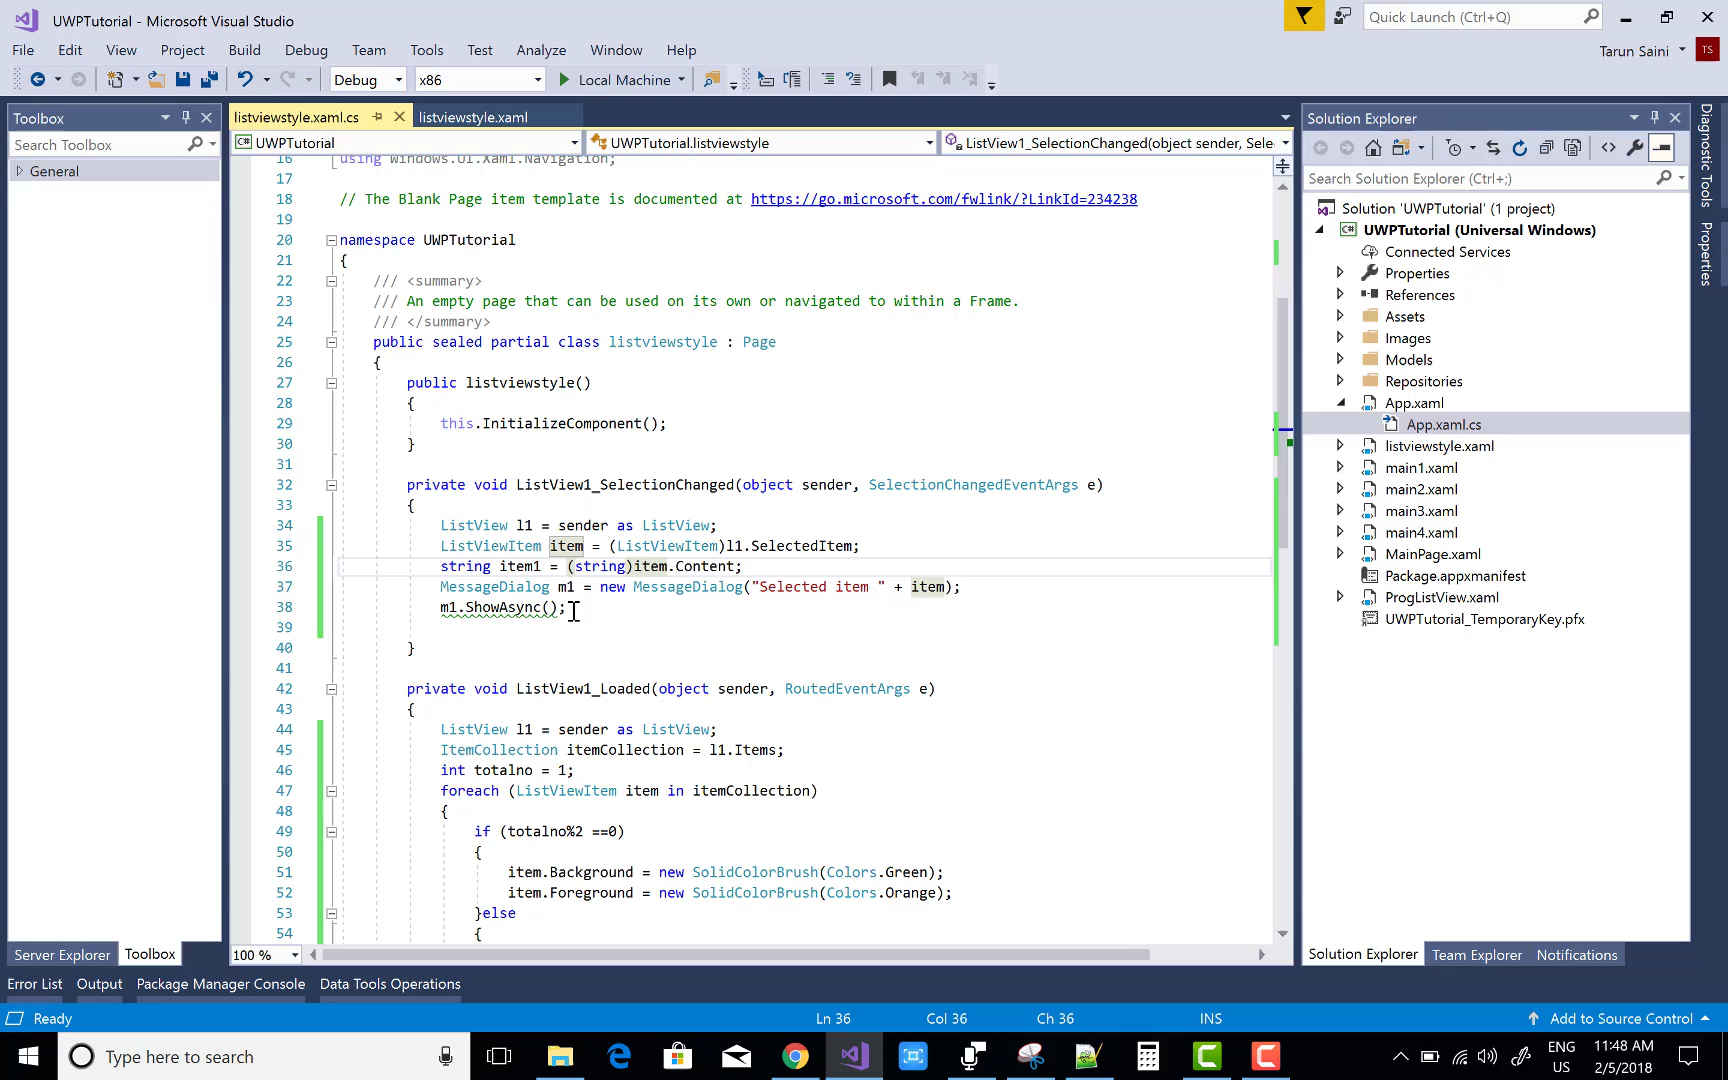 UWPTutorial - Microsoft Visual Studio
Quick Launch (Ctrl+Q)
File Edit View Project Build Debug Team Tools Test Analyze Window Help
Tarun Saini
TS
Debug
x86
Local Machine
Toolbox
Search Toolbox
General
listviewstyle.xaml.cs
listviewstyle.xaml
UWPTutorial
UWPTutorial.listviewstyle
ListView1_SelectionChanged(object sender, Sele
16 using Windows.UI.Xaml.Navigation;
17
18 // The Blank Page item template is documented at https://go.microsoft.com/fwlink/?LinkId=234238
19
20 namespace UWPTutorial
21 {
22 /// <summary>
23 /// An empty page that can be used on its own or navigated to within a Frame.
24 /// </summary>
25 public sealed partial class listviewstyle : Page
26 {
27 public listviewstyle()
28 {
29 this.InitializeComponent();
30 }
31
32 private void ListView1_SelectionChanged(object sender, SelectionChangedEventArgs e)
33 {
34 ListView l1 = sender as ListView;
35 ListViewItem item = (ListViewItem)l1.SelectedItem;
36 string item1 = (string)item.Content;
37 MessageDialog m1 = new MessageDialog("Selected item " + item);
38 m1.ShowAsync();
39
40 }
41
42 private void ListView1_Loaded(object sender, RoutedEventArgs e)
43 {
44 ListView l1 = sender as ListView;
45 ItemCollection itemCollection = l1.Items;
46 int totalno = 1;
47 foreach (ListViewItem item in itemCollection)
48 {
49 if (totalno%2 ==0)
50 {
51 item.Background = new SolidColorBrush(Colors.Green);
52 item.Foreground = new SolidColorBrush(Colors.Orange);
53 }else
54 {
100 %
Solution Explorer
Search Solution Explorer (Ctrl+;)
Solution 'UWPTutorial' (1 project)
C# UWPTutorial (Universal Windows)
Connected Services
Properties
References
Assets
Images
Models
Repositories
App.xaml
App.xaml.cs
listviewstyle.xaml
main1.xaml
main2.xaml
main3.xaml
main4.xaml
MainPage.xaml
Package.appxmanifest
ProgListView.xaml
UWPTutorial_TemporaryKey.pfx
Diagnostic Tools
Properties
Server Explorer Toolbox
Solution Explorer Team Explorer Notifications
Error List Output Package Manager Console Data Tools Operations
Ready
Ln 36
Col 36
Ch 36
INS
Add to Source Control
Type here to search
ENG
US
11:48 AM
2/5/2018